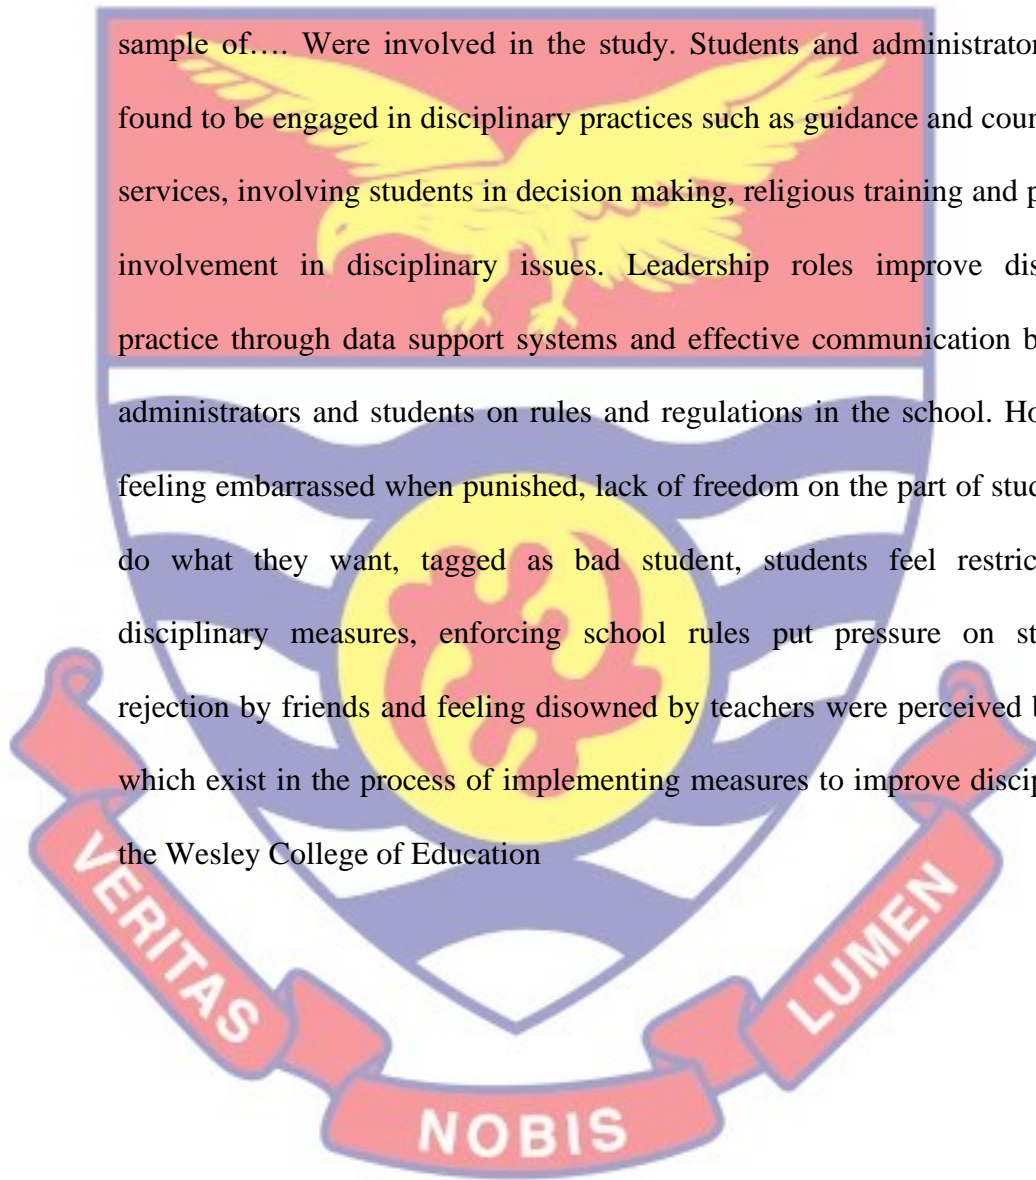 sample of…. Were involved in the study. Students and administrator
found to be engaged in disciplinary practices such as guidance and coun
services, involving students in decision making, religious training and p
involvement in disciplinary issues. Leadership roles improve dis
practice through data support systems and effective communication b
administrators and students on rules and regulations in the school. Ho
feeling embarrassed when punished, lack of freedom on the part of stud
do what they want, tagged as bad student, students feel restric
disciplinary measures, enforcing school rules put pressure on st
rejection by friends and feeling disowned by teachers were perceived b
which exist in the process of implementing measures to improve discip
the Wesley College of Education
VERITAS
NOBIS
LUMEN